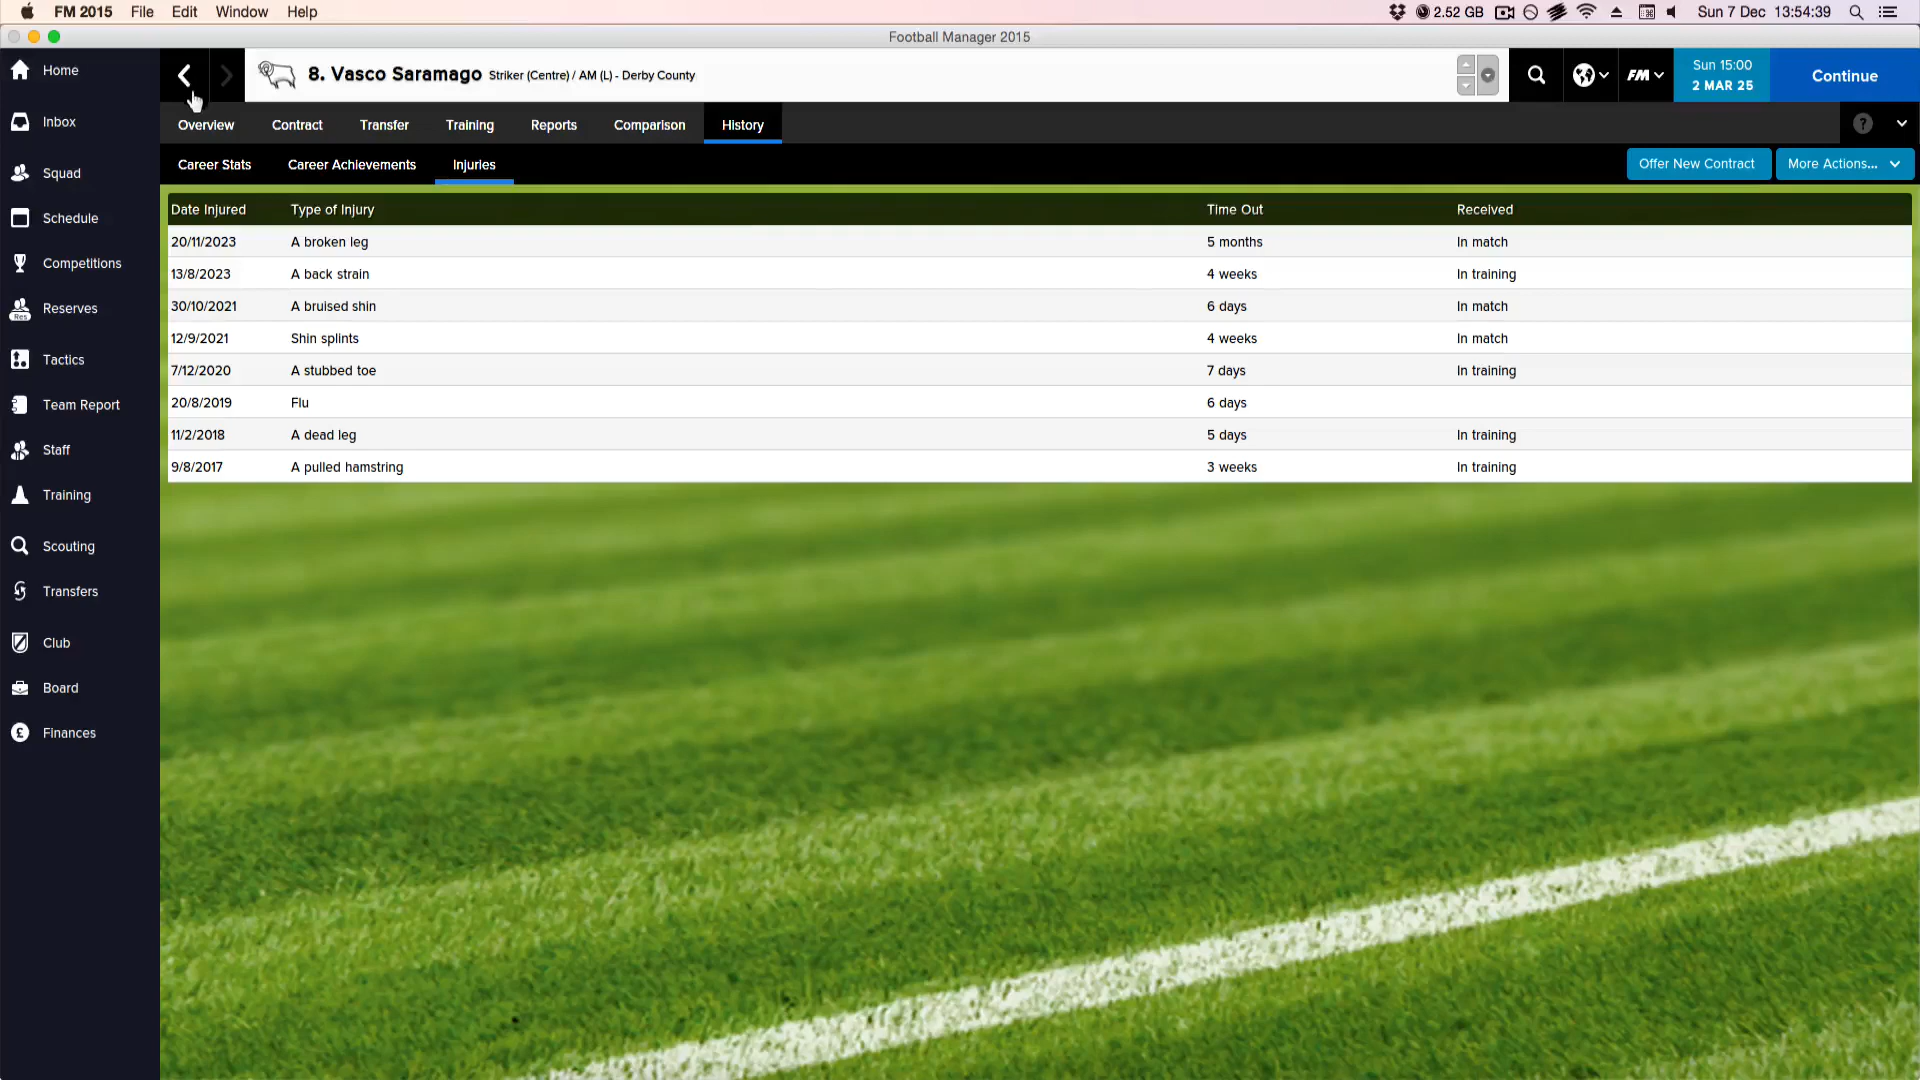 FM 2015 File Edit Window Help 2.52 GB Sun 7 Dec 13:54:39
Football Manager 2015
Home
Inbox
Squad
Schedule
Competitions
Reserves
Res
Tactics
Team Report
Staff
Training
Scouting
Transfers
Club
Board
£ Finances
8. Vasco Saramago Striker (Centre) / AM (L) - Derby County
FM
Sun 15:00
2 MAR 25
Continue
Overview Contract Transfer Training Reports Comparison History ?
Career Stats Career Achievements Injuries Offer New Contract More Actions...
Date Injured Type of Injury Time Out Received
20/11/2023 A broken leg 5 months In match
13/8/2023 A back strain 4 weeks In training
30/10/2021 A bruised shin 6 days In match
12/9/2021 Shin splints 4 weeks In match
7/12/2020 A stubbed toe 7 days In training
20/8/2019 Flu 6 days
11/2/2018 A dead leg 5 days In training
9/8/2017 A pulled hamstring 3 weeks In training